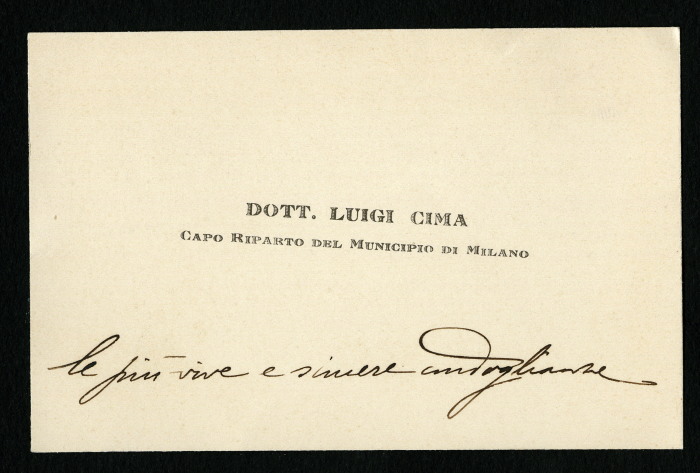 DOTT. LUIGI CIMA
CAPO RIPARTO DEL MUNICIPIO DI MILANO
le più vive e sincere condoglianze